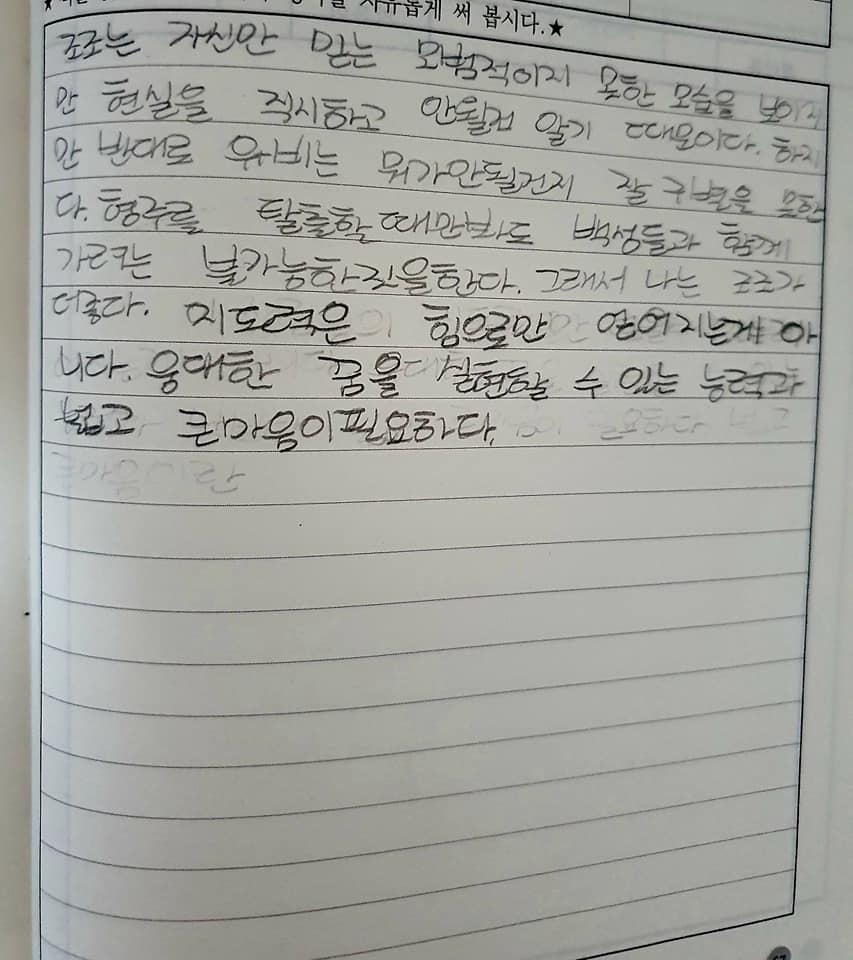 자유롭게 써 봅시다.★
조조는 자신만 믿는 모험적이지 못한 모습을 보이지
만 현실을 직시하고 안될걸 알기 때문이다. 하지
만 반대로 유비는 뭐가안될건지 잘 구별을 못한
다. 형주를 탈출할 때만봐도 백성들과 함께
가려는 불가능한짓을한다. 그래서 나는 조조가
더좋다. 지도력은 힘으로만 얻어지는게 아
니다. 웅대한 꿈을 실현할 수 있는 능력과
넓고 큰마음이필요하다.